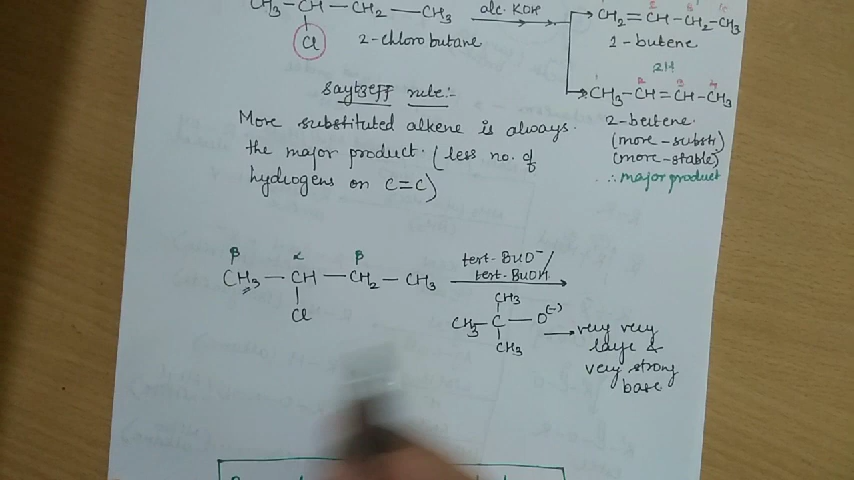 CH3-CH-CH2-CH3 alc. KOH CH2=CH-CH2-CH3
Cl 2-chlorobutane 1-butene
2H
CH3-CH=CH-CH3
Saytzeff rule:-
2-butene
More substituted alkene is always
(more-substi)
the major product. (less no. of
(more-stable)
hydrogens on C=C)
∴ major product
β α β
CH3 - CH - CH2 - CH3 tert-BuO⁻/
tert-BuOH
Cl
CH3
CH3-C-O(-) → very very
CH3 large &
very strong
base